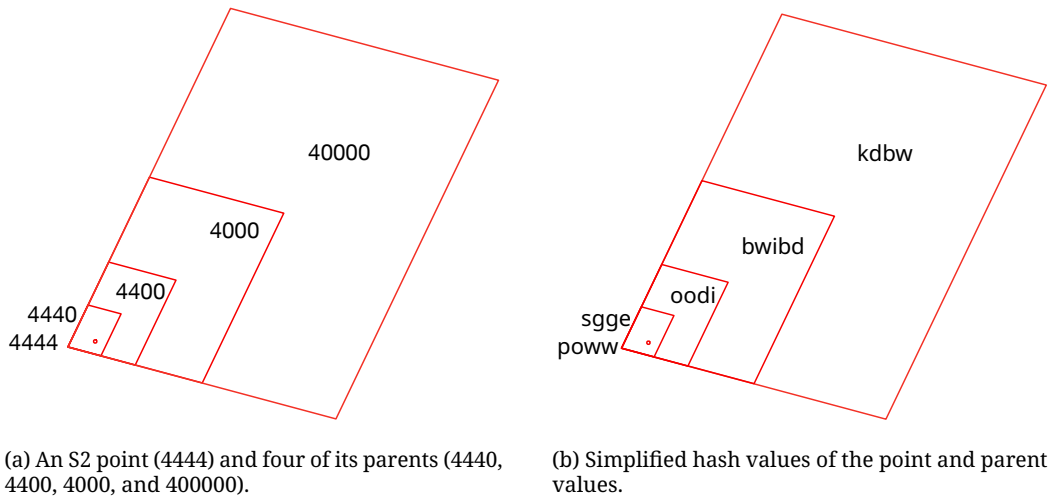 40000
4000
4400
4440
4444
(a) An S2 point (4444) and four of its parents (4440,
4400, 4000, and 400000).
kdbw
bwibd
oodi
sgge
poww
(b) Simplified hash values of the point and parent
values.